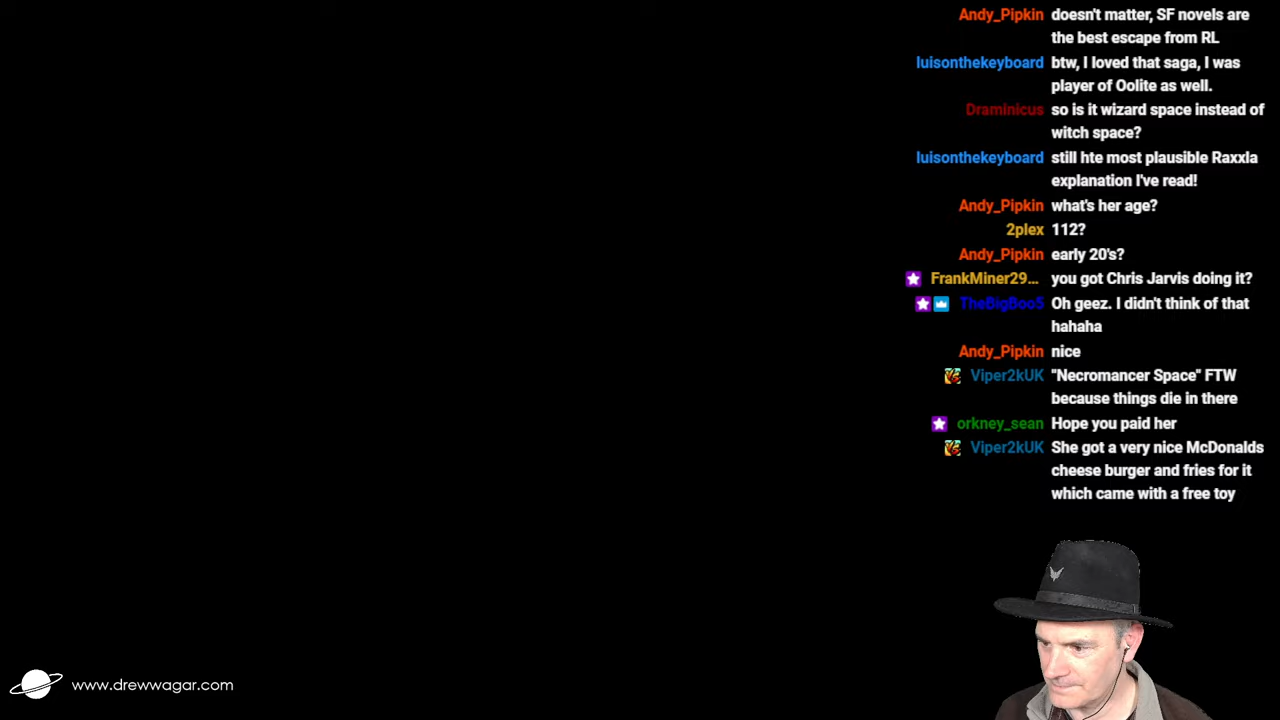 Andy_Pipkin doesn't matter, SF novels are
the best escape from RL
luisonthekeyboard btw, I loved that saga, I was
player of Oolite as well.
Draminicus so is it wizard space instead of
witch space?
luisonthekeyboard still hte most plausible Raxxla
explanation I've read!
Andy_Pipkin what's her age?
2plex 112?
Andy_Pipkin early 20's?
FrankMiner29... you got Chris Jarvis doing it?
TheBigBoo5 Oh geez. I didn't think of that
hahaha
Andy_Pipkin nice
Viper2kUK "Necromancer Space" FTW
because things die in there
orkney_sean Hope you paid her
Viper2kUK She got a very nice McDonalds
cheese burger and fries for it
which came with a free toy
www.drewwagar.com